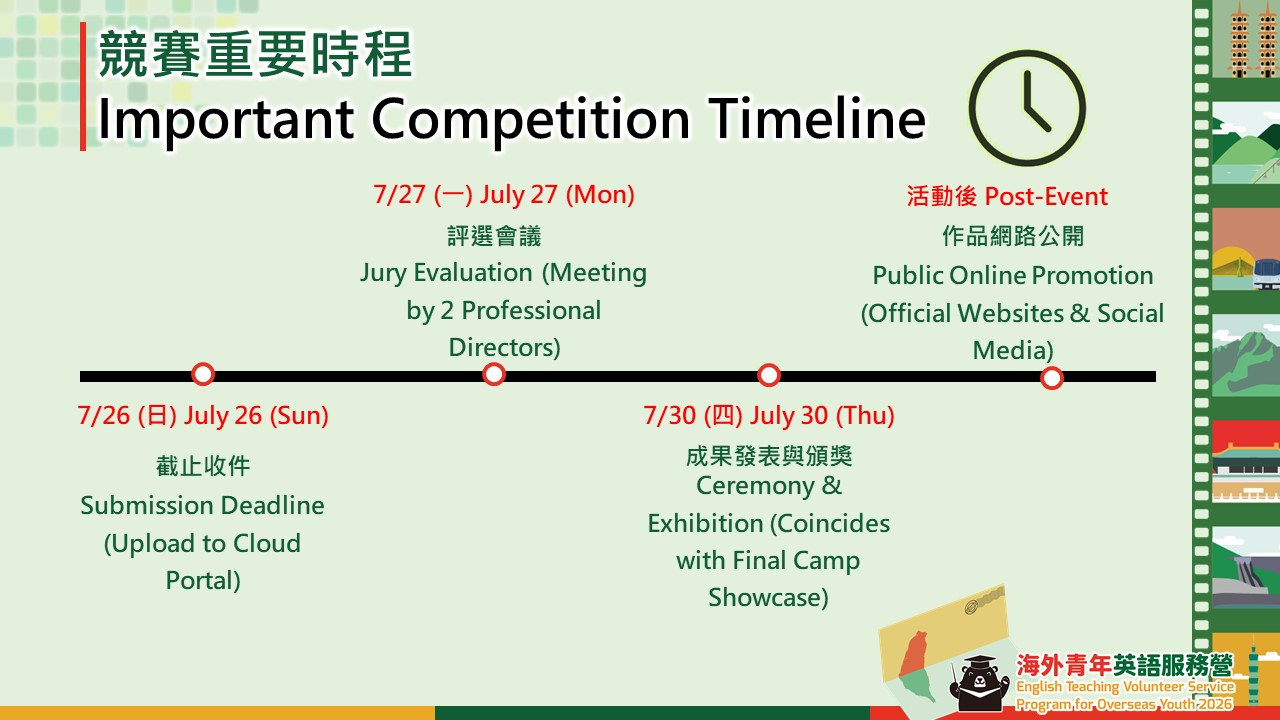 競賽重要時程
Important Competition Timeline
7/26 (日) July 26 (Sun)
截止收件
Submission Deadline
(Upload to Cloud
Portal)
7/27 (一) July 27 (Mon)
評選會議
Jury Evaluation (Meeting
by 2 Professional
Directors)
7/30 (四) July 30 (Thu)
成果發表與頒獎
Ceremony &
Exhibition (Coincides
with Final Camp
Showcase)
活動後 Post-Event
作品網路公開
Public Online Promotion
(Official Websites & Social
Media)
海外青年英語服務營
English Teaching Volunteer Service
Program for Overseas Youth 2026